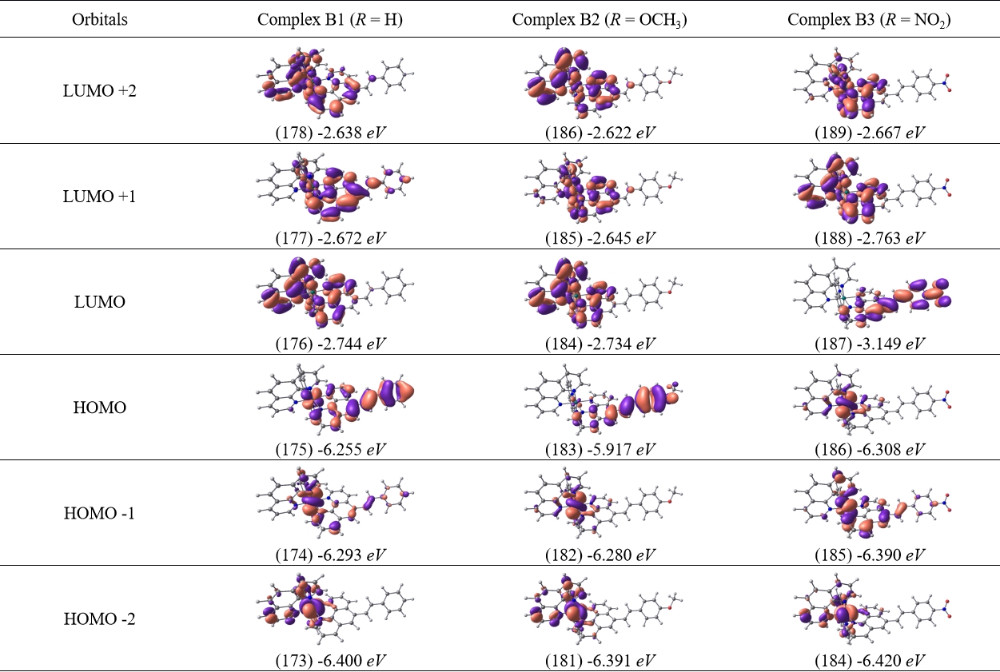 Orbitals Complex B1 (R = H) Complex B2 (R = OCH₃) Complex B3 (R = NO₂)
LUMO +2
(178) -2.638 eV (186) -2.622 eV (189) -2.667 eV
LUMO +1
(177) -2.672 eV (185) -2.645 eV (188) -2.763 eV
LUMO
(176) -2.744 eV (184) -2.734 eV (187) -3.149 eV
HOMO
(175) -6.255 eV (183) -5.917 eV (186) -6.308 eV
HOMO -1
(174) -6.293 eV (182) -6.280 eV (185) -6.390 eV
HOMO -2
(173) -6.400 eV (181) -6.391 eV (184) -6.420 eV